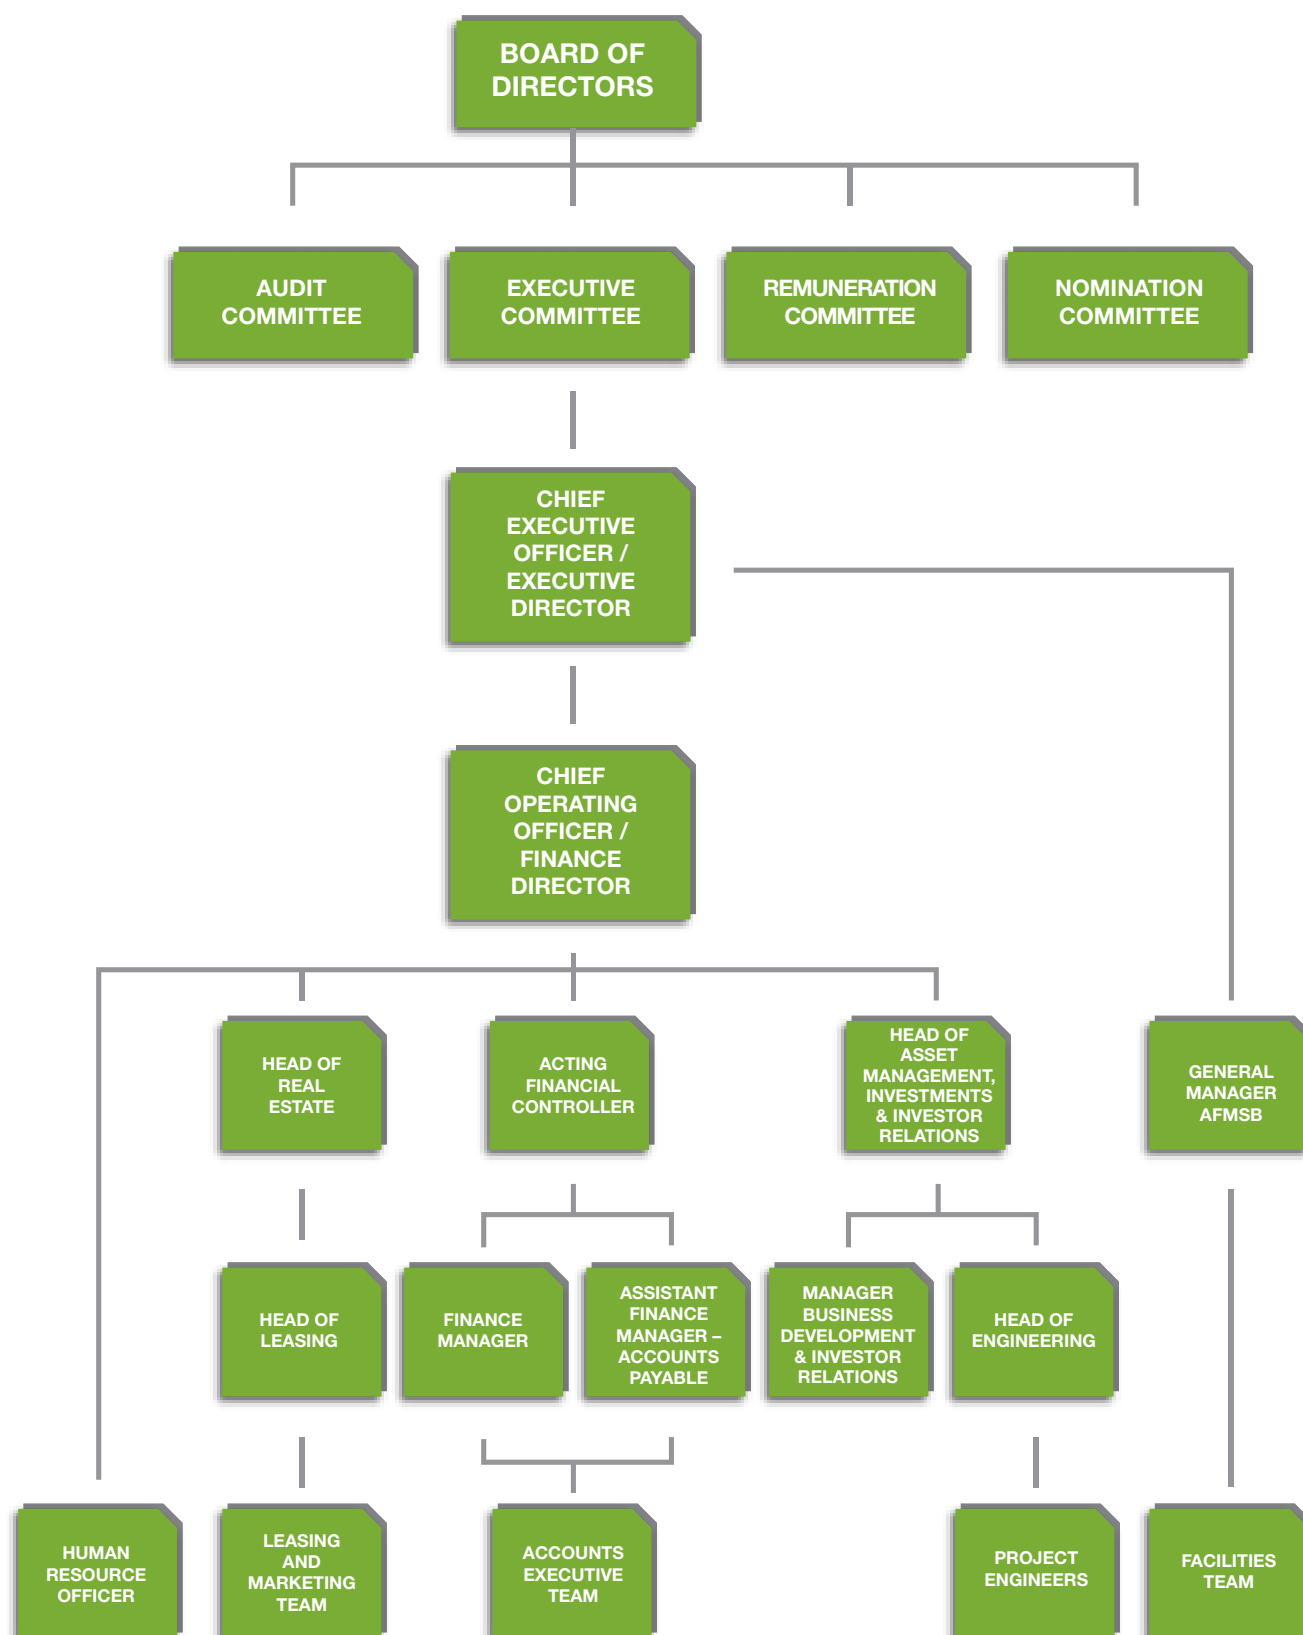 BOARD OF
DIRECTORS
AUDIT
COMMITTEE
EXECUTIVE
COMMITTEE
REMUNERATION
COMMITTEE
NOMINATION
COMMITTEE
CHIEF
EXECUTIVE
OFFICER /
EXECUTIVE
DIRECTOR
CHIEF
OPERATING
OFFICER /
FINANCE
DIRECTOR
HEAD OF
REAL
ESTATE
ACTING
FINANCIAL
CONTROLLER
HEAD OF
ASSET
MANAGEMENT,
INVESTMENTS
& INVESTOR
RELATIONS
GENERAL
MANAGER
AFMSB
HEAD OF
LEASING
FINANCE
MANAGER
ASSISTANT
FINANCE
MANAGER –
ACCOUNTS
PAYABLE
MANAGER
BUSINESS
DEVELOPMENT
& INVESTOR
RELATIONS
HEAD OF
ENGINEERING
HUMAN
RESOURCE
OFFICER
LEASING
AND
MARKETING
TEAM
ACCOUNTS
EXECUTIVE
TEAM
PROJECT
ENGINEERS
FACILITIES
TEAM